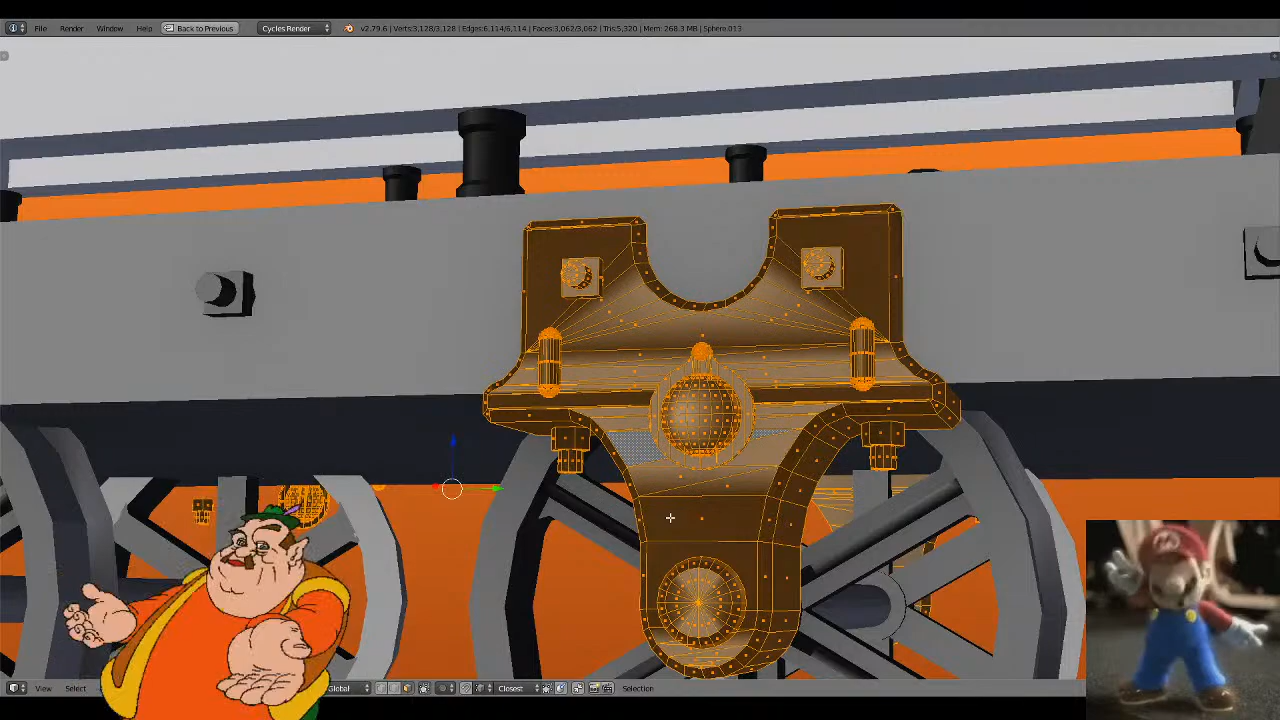 File Render Window Help Back to Previous Cycles Render v2.79.6 | Verts:3,128/3,128 | Edges:6,114/6,114 | Faces:3,062/3,062 | Tris:5,320 | Mem: 268.3 MB | Sphere.013
View Select Global Closest Selection